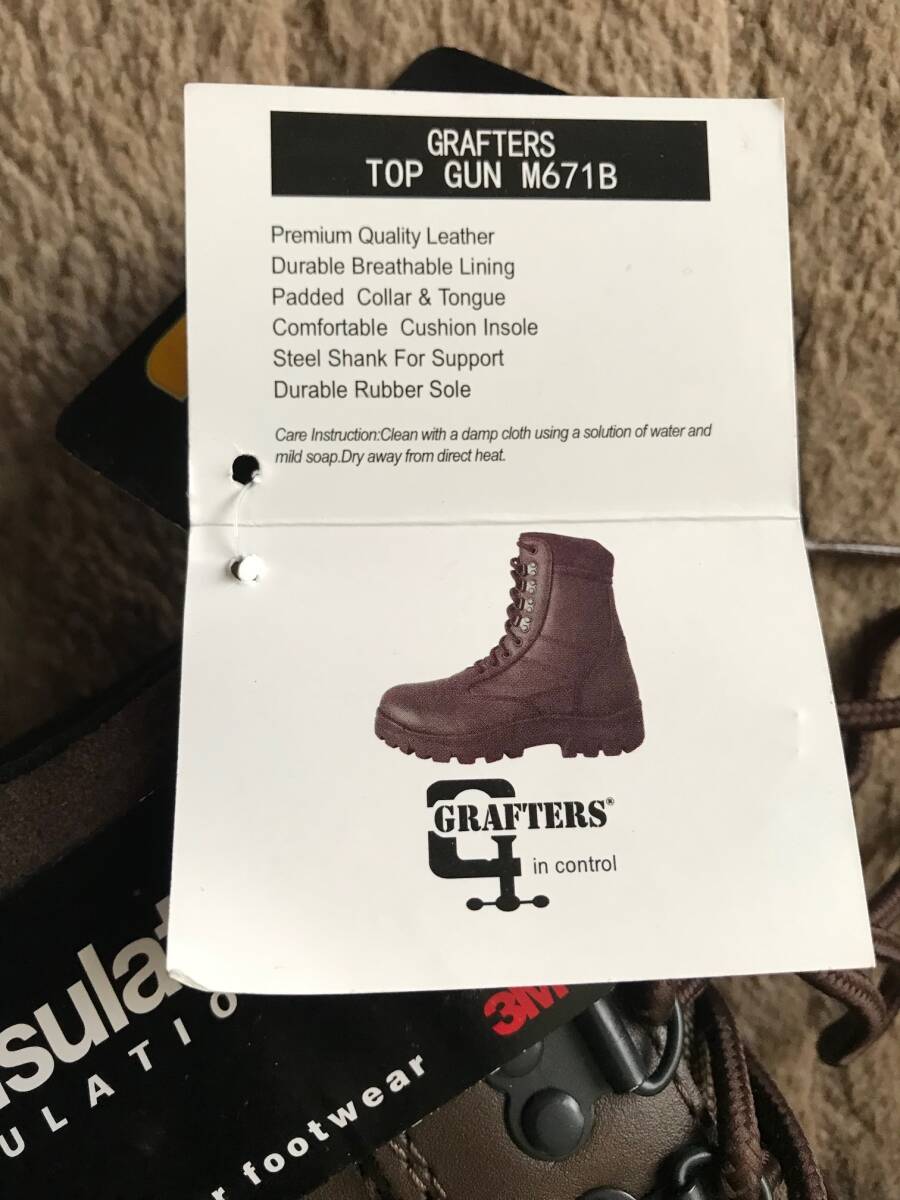 GRAFTERS
TOP GUN M671B
Premium Quality Leather
Durable Breathable Lining
Padded Collar & Tongue
Comfortable Cushion Insole
Steel Shank For Support
Durable Rubber Sole
Care Instruction:Clean with a damp cloth using a solution of water and
mild soap.Dry away from direct heat.
GRAFTERS®
in control
3M
footwear